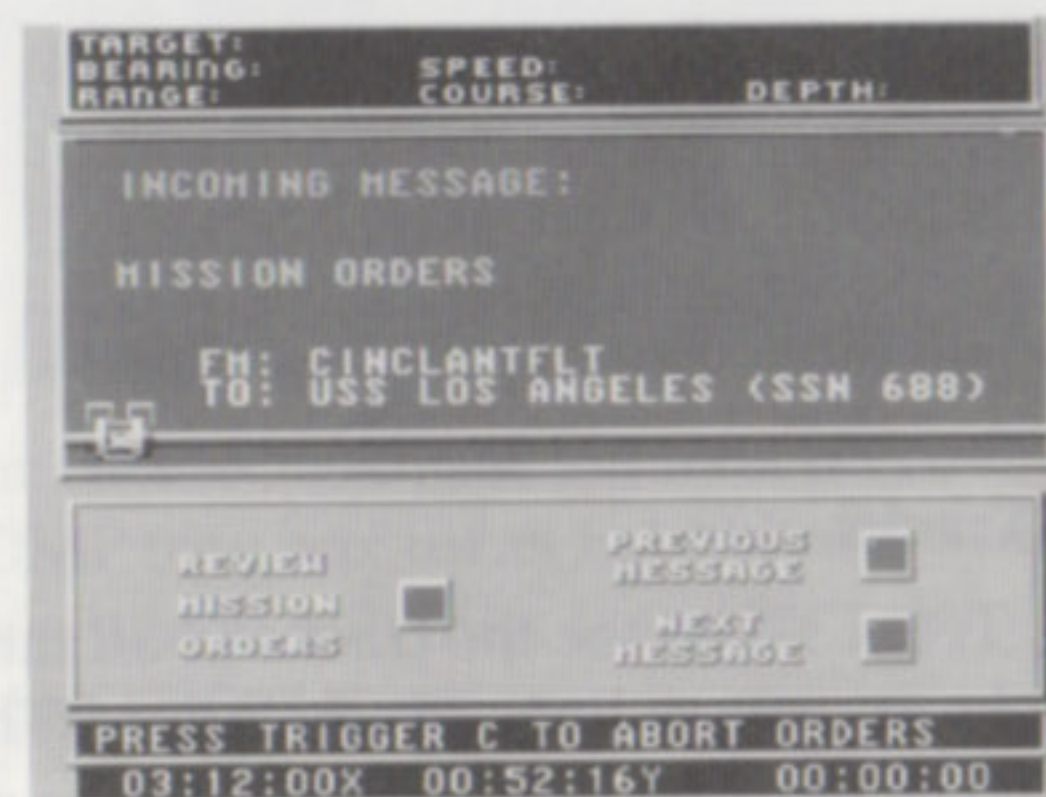 TARGET:
BEARING: SPEED:
RANGE: COURSE: DEPTH:
INCOMING MESSAGE:
MISSION ORDERS
FM: CINCLANTFLT
TO: USS LOS ANGELES (SSN 688)
REVIEW
MISSION
ORDERS
PREVIOUS
MESSAGE
NEXT
MESSAGE
PRESS TRIGGER C TO ABORT ORDERS
03:12:00X 00:52:16Y 00:00:00